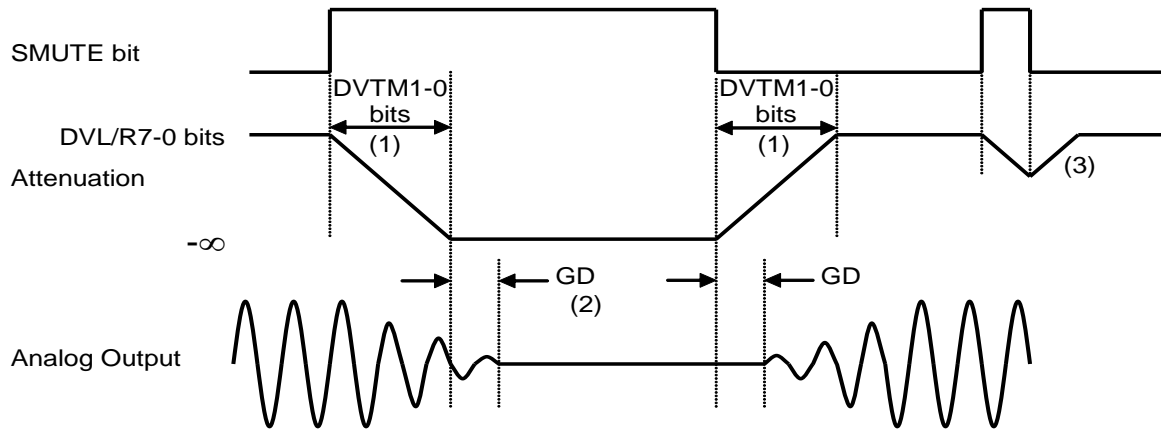 SMUTE bit
DVTM1-0
bits
(1)
DVTM1-0
bits
(1)
DVL/R7-0 bits
Attenuation
(3)
-∞
GD
(2)
GD
Analog Output